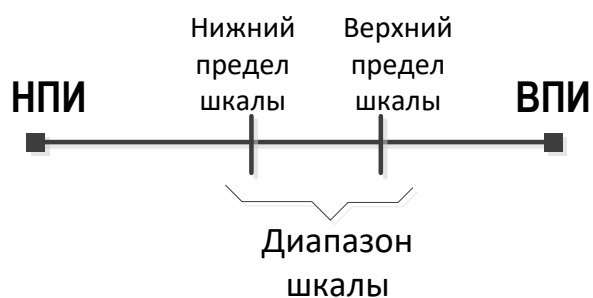 Нижний
предел
шкалы
Верхний
предел
шкалы
НПИ
ВПИ
Диапазон
шкалы